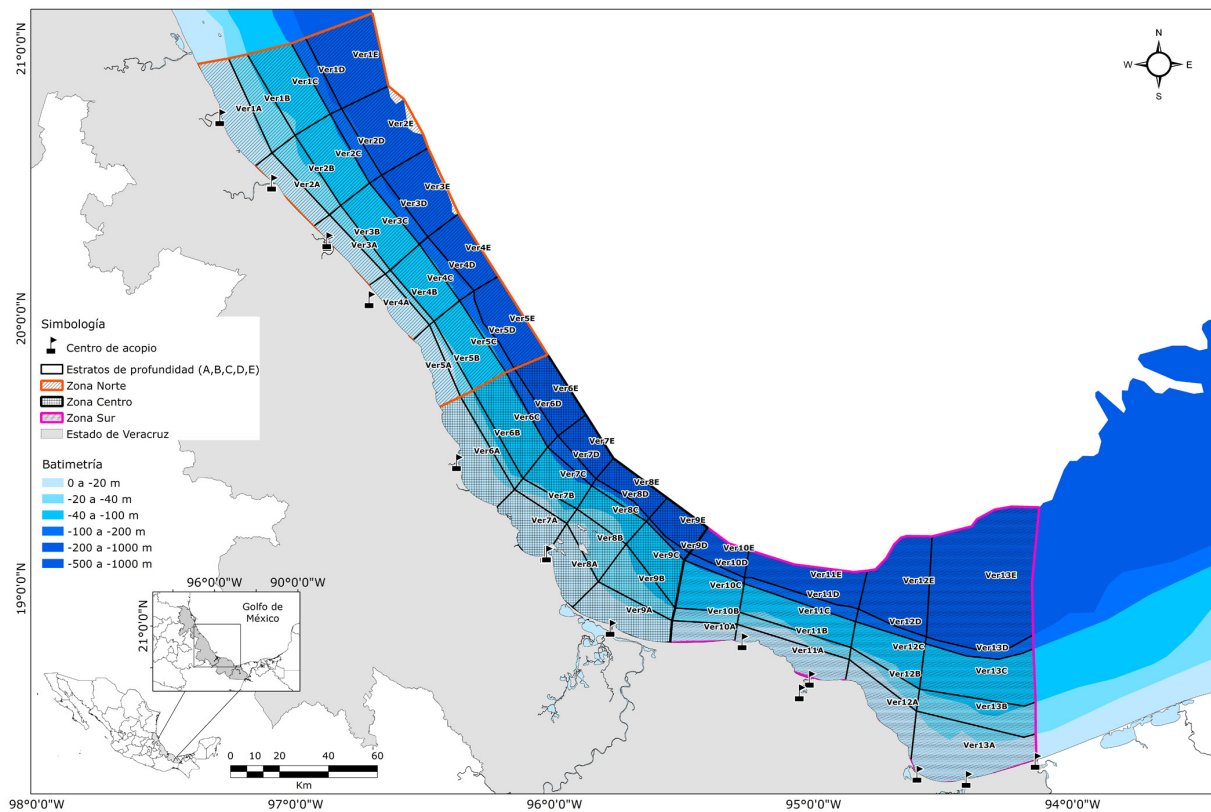 21°0'0"N
20°0'0"N
19°0'0"N
N
W
E
S
Ver1A
Ver1B
Ver1C
Ver1D
Ver1E
Ver2A
Ver2B
Ver2C
Ver2D
Ver2E
Ver3A
Ver3B
Ver3C
Ver3D
Ver3E
Ver4A
Ver4B
Ver4C
Ver4D
Ver4E
Ver5A
Ver5B
Ver5C
Ver5D
Ver5E
Ver6A
Ver6B
Ver6C
Ver6D
Ver6E
Ver7A
Ver7B
Ver7C
Ver7D
Ver7E
Ver8A
Ver8B
Ver8C
Ver8D
Ver8E
Ver9A
Ver9B
Ver9C
Ver9D
Ver9E
Ver10A
Ver10B
Ver10C
Ver10D
Ver10E
Ver11A
Ver11B
Ver11C
Ver11D
Ver11E
Ver12A
Ver12B
Ver12C
Ver12D
Ver12E
Ver13A
Ver13B
Ver13C
Ver13D
Ver13E
Simbología
Centro de acopio
Estratos de profundidad (A,B,C,D,E)
Zona Norte
Zona Centro
Zona Sur
Estado de Veracruz
Batimetría
0 a -20 m
-20 a -40 m
-40 a -100 m
-100 a -200 m
-200 a -1000 m
-500 a -1000 m
96°0'0"W 90°0'0"W
21°0'0"N
Golfo de
México
0 10 20 40 60
Km
98°0'0"W 97°0'0"W 96°0'0"W 95°0'0"W 94°0'0"W